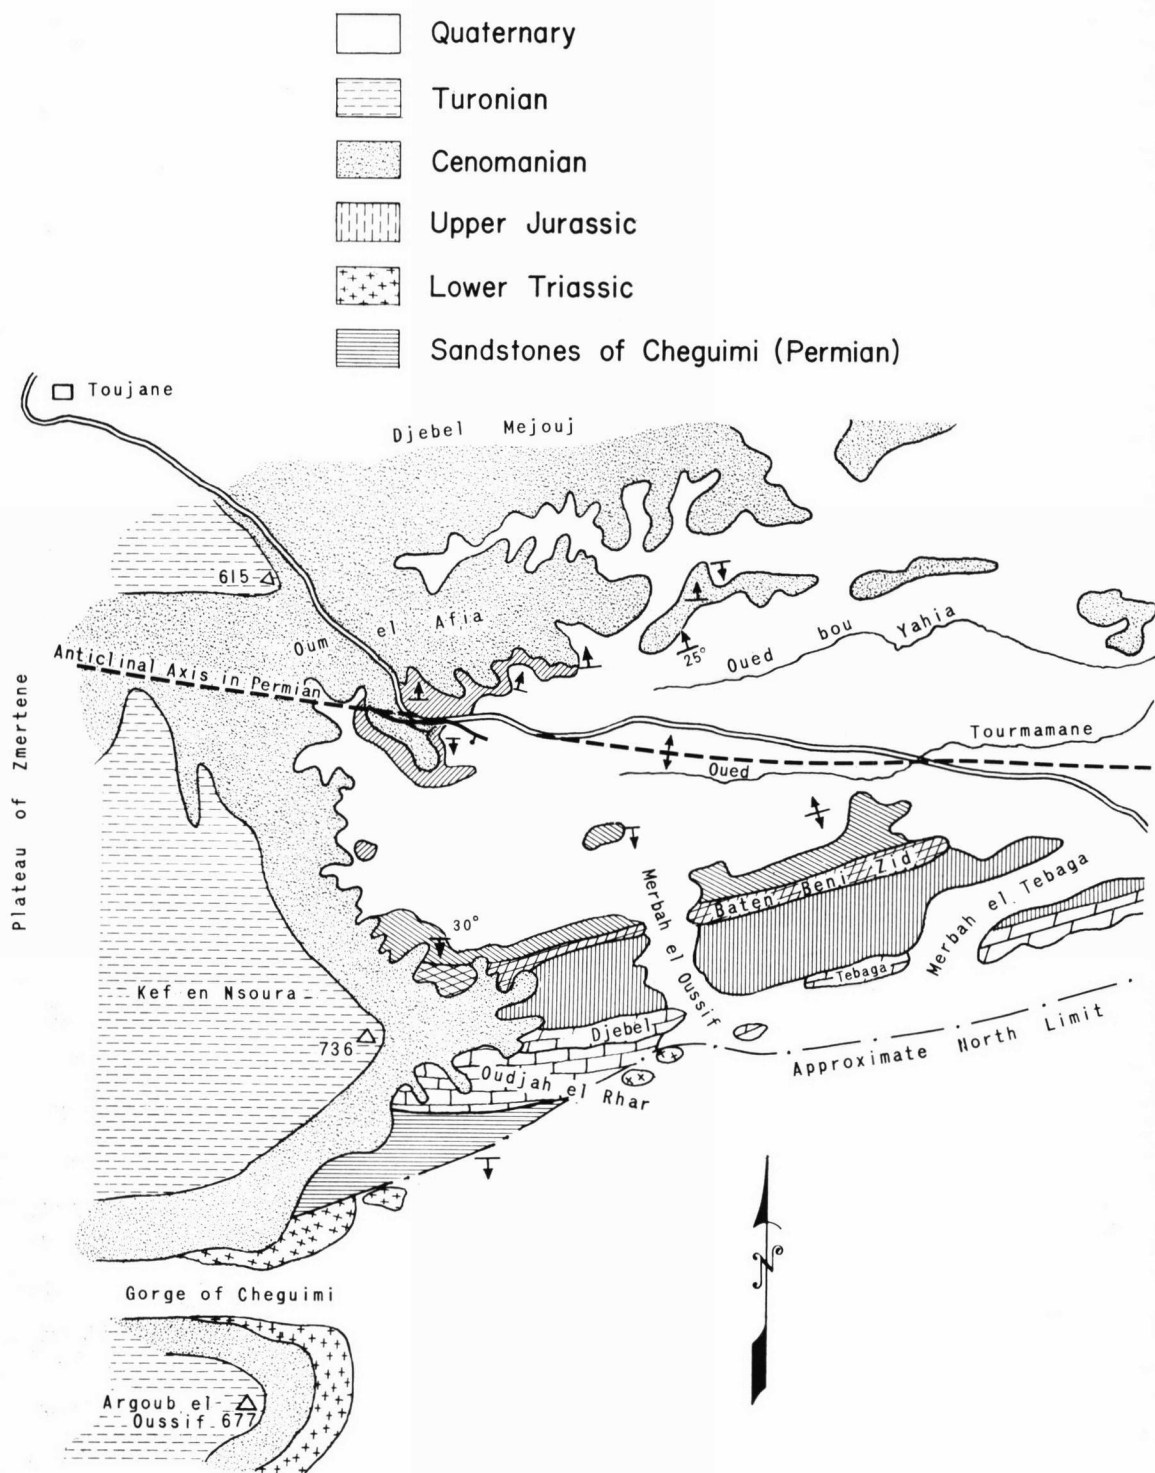 Quaternary
Turonian
Cenomanian
Upper Jurassic
Lower Triassic
Sandstones of Cheguimi (Permian)
Toujane
Djebel Mejouj
615
Oum el Afia
25°
Oued bou Yahia
Anticlinal Axis in Permian
Plateau of Zmertene
Tourmamane
Oued
Baten Beni Zid
Merbah el Oussif
Merbah el Tebaga
30°
Tebaga
Kef en Nsoura
736
Djebel
Oudjah el Rhar
Approximate North Limit
N
Gorge of Cheguimi
Argoub el
Oussif 677